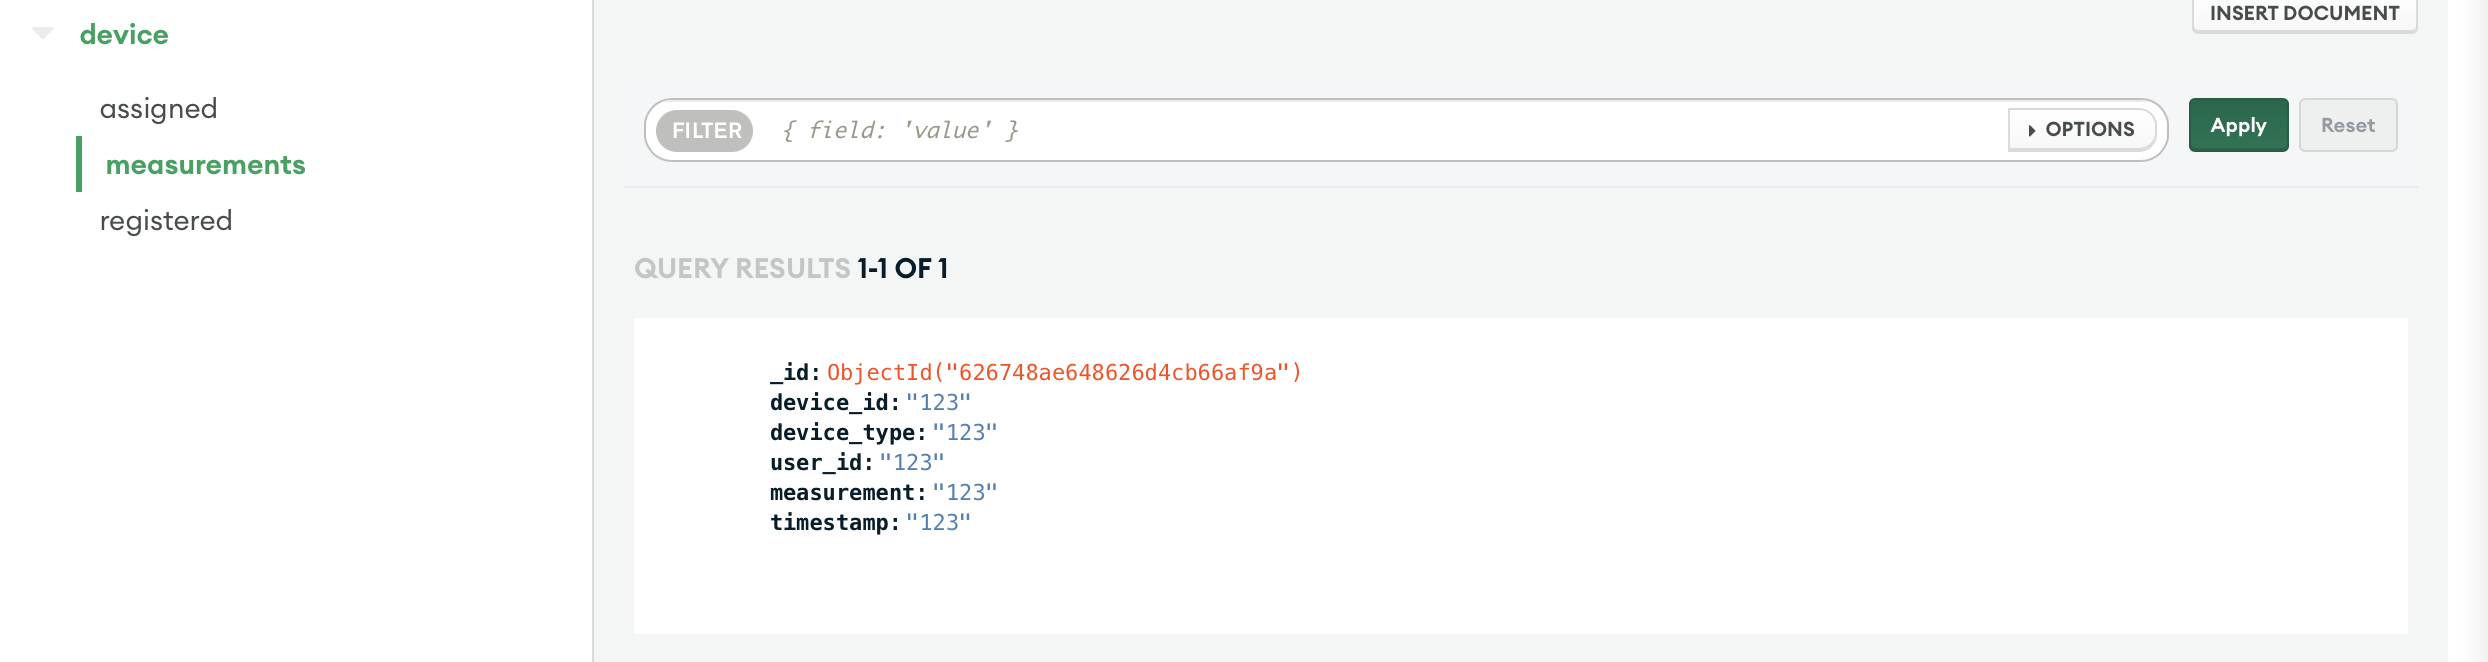 device
assigned
measurements
registered
INSERT DOCUMENT
FILTER { field: 'value' } OPTIONS Apply Reset
QUERY RESULTS 1-1 OF 1
_id: ObjectId("626748ae648626d4cb66af9a")
device_id: "123"
device_type: "123"
user_id: "123"
measurement: "123"
timestamp: "123"